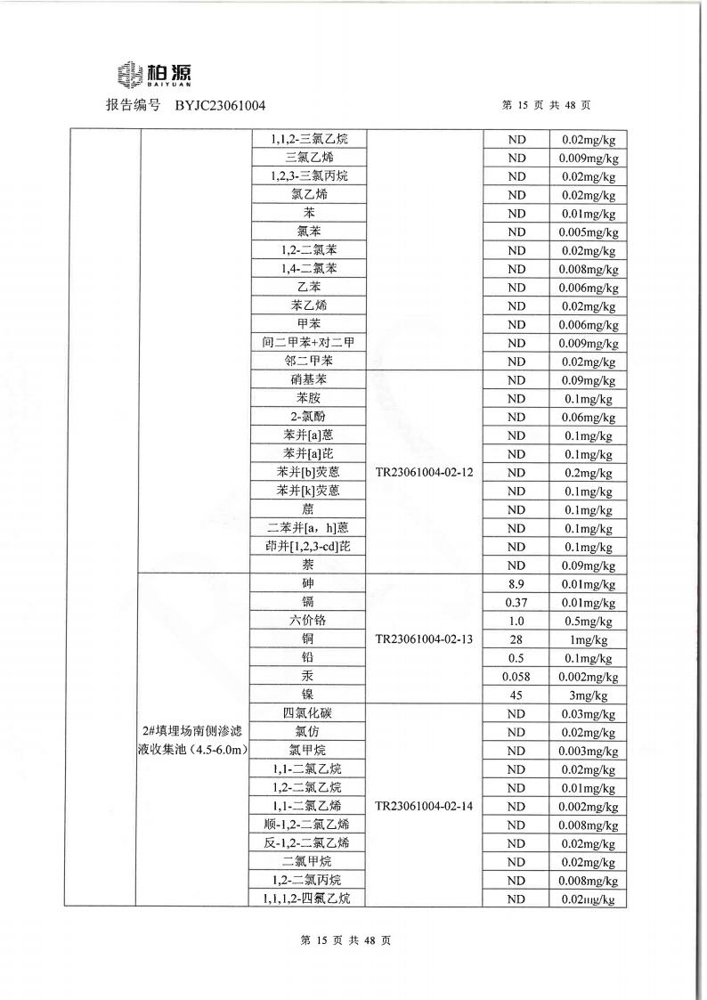 柏源
BAIYUAN
报告编号 BYJC23061004 第 15 页 共 48 页
1,1,2-三氯乙烷 ND 0.02mg/kg
三氯乙烯 ND 0.009mg/kg
1,2,3-三氯丙烷 ND 0.02mg/kg
氯乙烯 ND 0.02mg/kg
苯 ND 0.01mg/kg
氯苯 ND 0.005mg/kg
1,2-二氯苯 ND 0.02mg/kg
1,4-二氯苯 ND 0.008mg/kg
乙苯 ND 0.006mg/kg
苯乙烯 ND 0.02mg/kg
甲苯 ND 0.006mg/kg
间二甲苯+对二甲 ND 0.009mg/kg
邻二甲苯 ND 0.02mg/kg
硝基苯 ND 0.09mg/kg
苯胺 ND 0.1mg/kg
2-氯酚 ND 0.06mg/kg
苯并[a]蒽 ND 0.1mg/kg
苯并[a]芘 ND 0.1mg/kg
苯并[b]荧蒽 TR23061004-02-12 ND 0.2mg/kg
苯并[k]荧蒽 ND 0.1mg/kg
䓛 ND 0.1mg/kg
二苯并[a，h]蒽 ND 0.1mg/kg
茚并[1,2,3-cd]芘 ND 0.1mg/kg
萘 ND 0.09mg/kg
砷 8.9 0.01mg/kg
镉 0.37 0.01mg/kg
六价铬 1.0 0.5mg/kg
铜 TR23061004-02-13 28 1mg/kg
铅 0.5 0.1mg/kg
汞 0.058 0.002mg/kg
镍 45 3mg/kg
四氯化碳 ND 0.03mg/kg
2#填埋场南侧渗滤 氯仿 ND 0.02mg/kg
液收集池（4.5-6.0m） 氯甲烷 ND 0.003mg/kg
1,1-二氯乙烷 ND 0.02mg/kg
1,2-二氯乙烷 ND 0.01mg/kg
1,1-二氯乙烯 TR23061004-02-14 ND 0.002mg/kg
顺-1,2-二氯乙烯 ND 0.008mg/kg
反-1,2-二氯乙烯 ND 0.02mg/kg
二氯甲烷 ND 0.02mg/kg
1,2-二氯丙烷 ND 0.008mg/kg
1,1,1,2-四氯乙烷 ND 0.02mg/kg
第 15 页 共 48 页